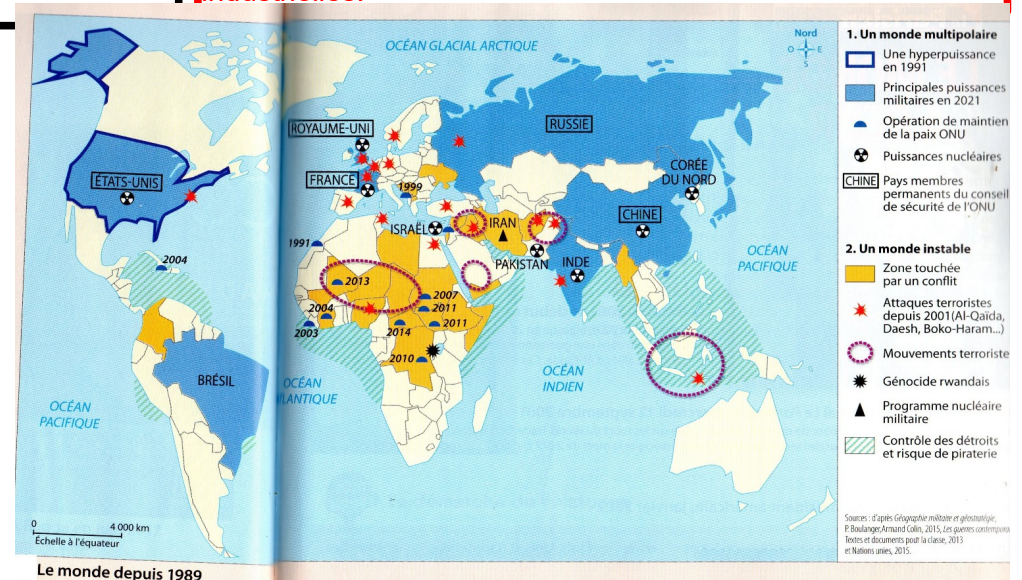 industrielles.
OCÉAN GLACIAL ARCTIQUE
Nord
O
E
S
ROYAUME-UNI
RUSSIE
ÉTATS-UNIS
FRANCE
1999
CORÉE
DU NORD
CHINE
ISRAËL
IRAN
1991
PAKISTAN
INDE
OCÉAN
PACIFIQUE
2004
2013
2007
2011
2004
2011
2003
2014
2010
BRÉSIL
OCÉAN
PACIFIQUE
OCÉAN
ATLANTIQUE
OCÉAN
INDIEN
0
4 000 km
Échelle à l'équateur
Le monde depuis 1989
1. Un monde multipolaire
Une hyperpuissance
en 1991
Principales puissances
militaires en 2021
Opération de maintien
de la paix ONU
Puissances nucléaires
CHINE
Pays membres
permanents du conseil
de sécurité de l'ONU
2. Un monde instable
Zone touchée
par un conflit
Attaques terroristes
depuis 2001(Al-Qaïda,
Daesh, Boko-Haram...)
Mouvements terroriste
Génocide rwandais
Programme nucléaire
militaire
Contrôle des détroits
et risque de piraterie
Sources : d'après Géographie militaire et géostratégie,
P. Boulanger, Armand Colin, 2015, Les guerres contempora
Textes et documents pour la classe, 2013
et Nations unies, 2015.